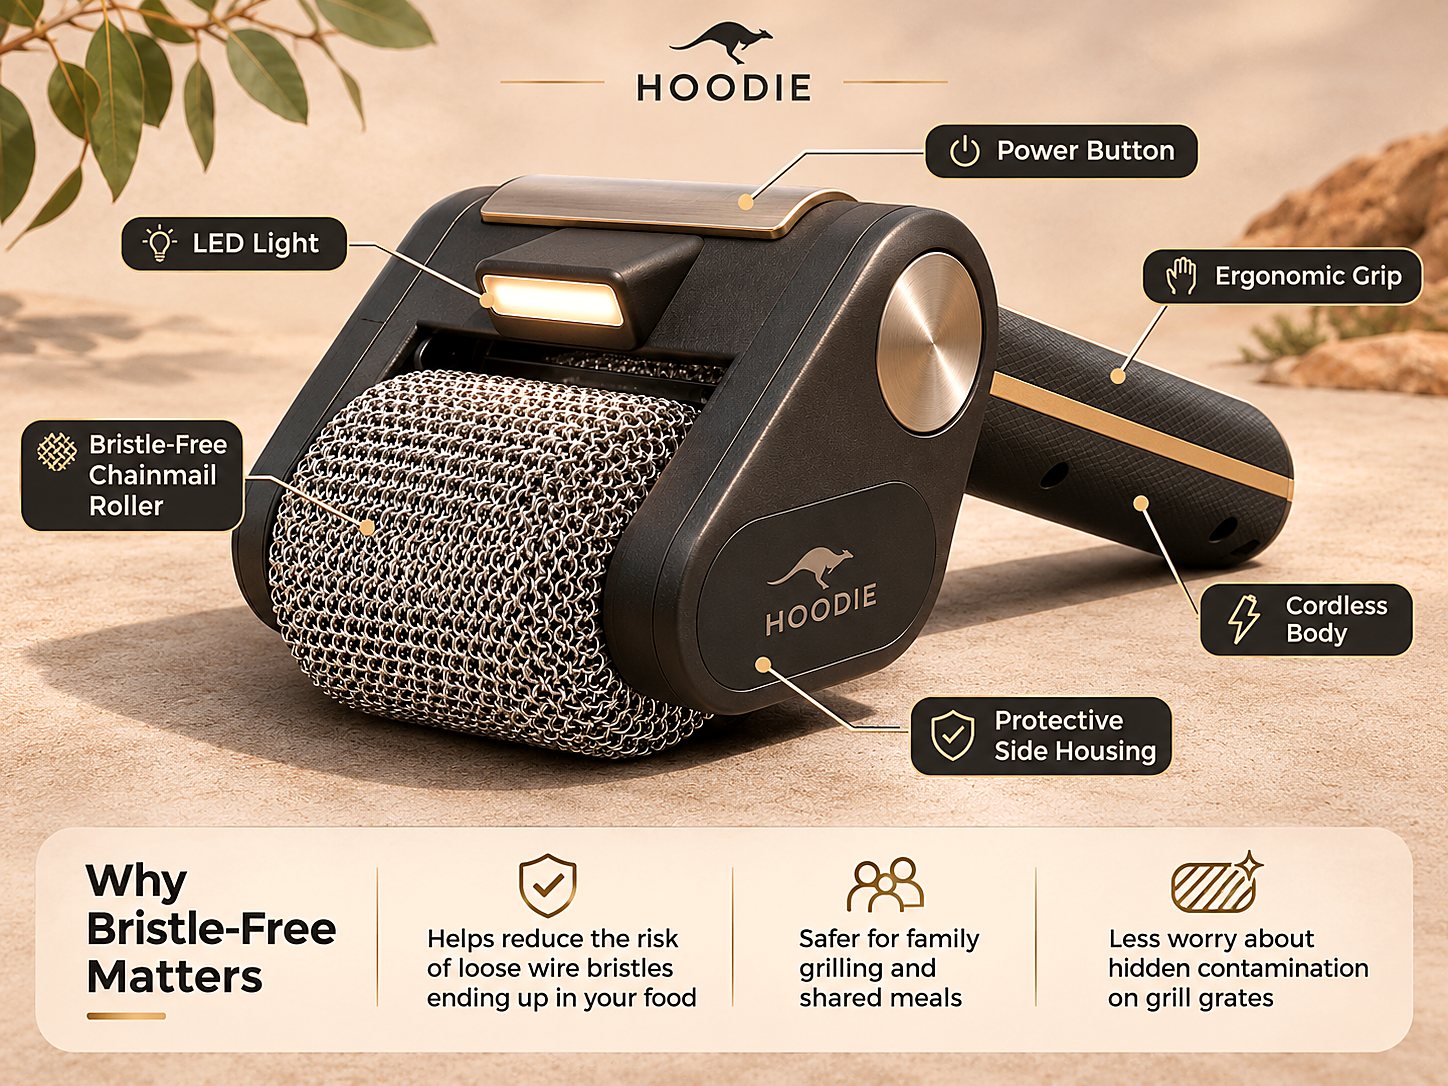 HOODIE
Power Button
LED Light
Ergonomic Grip
Bristle-Free
Chainmail
Roller
HOODIE
Cordless
Body
Protective
Side Housing
Why
Bristle-Free
Matters
Helps reduce the risk
of loose wire bristles
ending up in your food
Safer for family
grilling and
shared meals
Less worry about
hidden contamination
on grill grates